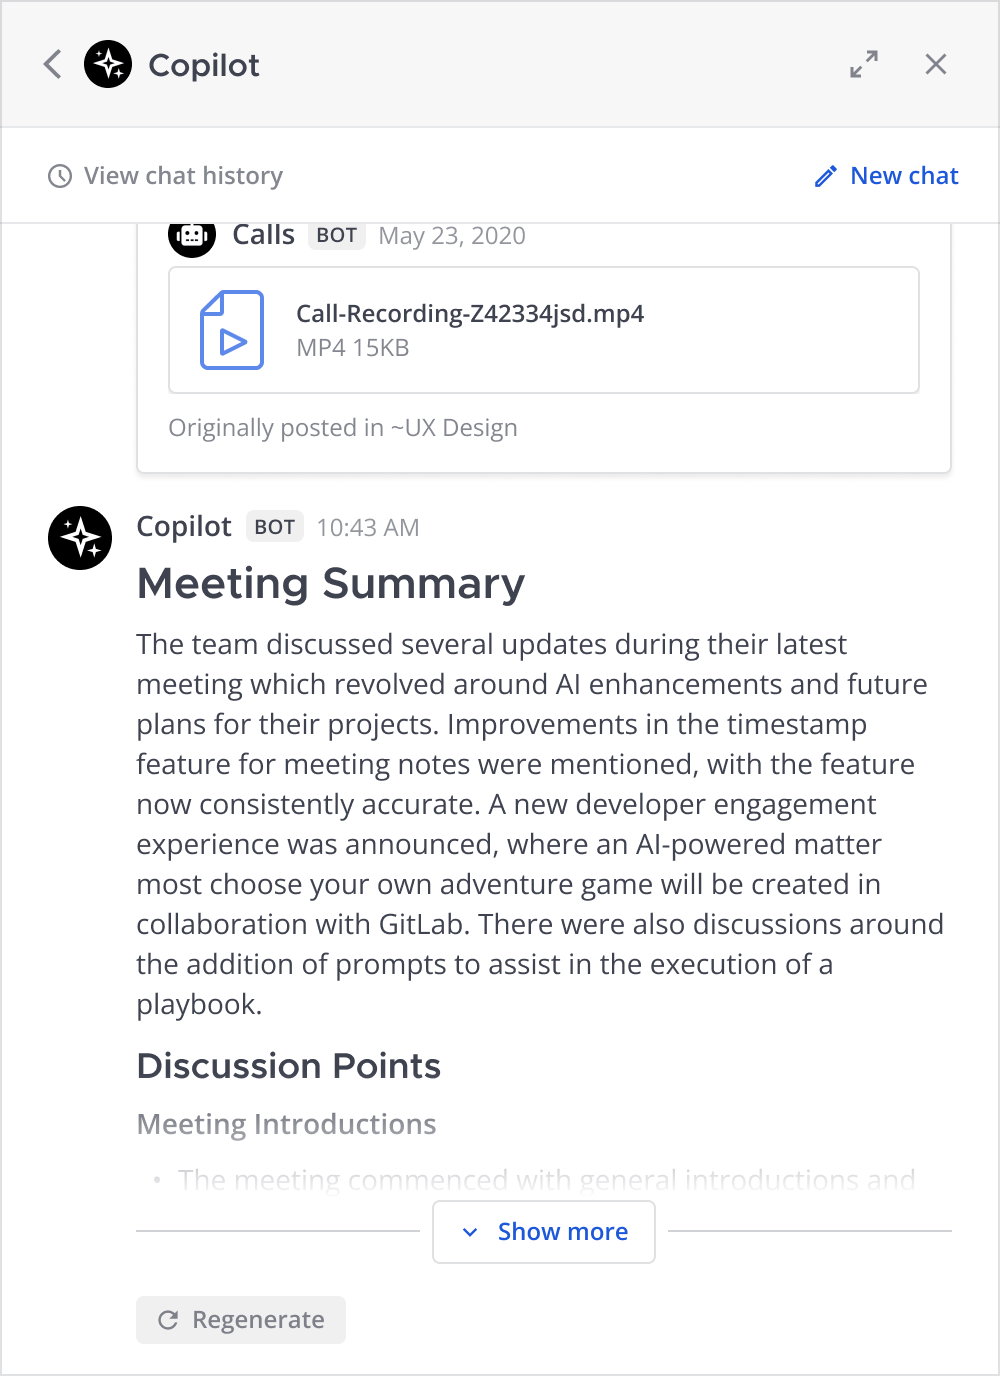 Copilot
View chat history
New chat
Calls BOT May 23, 2020
Call-Recording-Z42334jsd.mp4
MP4 15KB
Originally posted in ~UX Design
Copilot BOT 10:43 AM
Meeting Summary
The team discussed several updates during their latest
meeting which revolved around AI enhancements and future
plans for their projects. Improvements in the timestamp
feature for meeting notes were mentioned, with the feature
now consistently accurate. A new developer engagement
experience was announced, where an AI-powered matter
most choose your own adventure game will be created in
collaboration with GitLab. There were also discussions around
the addition of prompts to assist in the execution of a
playbook.
Discussion Points
Meeting Introductions
• The meeting commenced with general introductions and
Show more
Regenerate